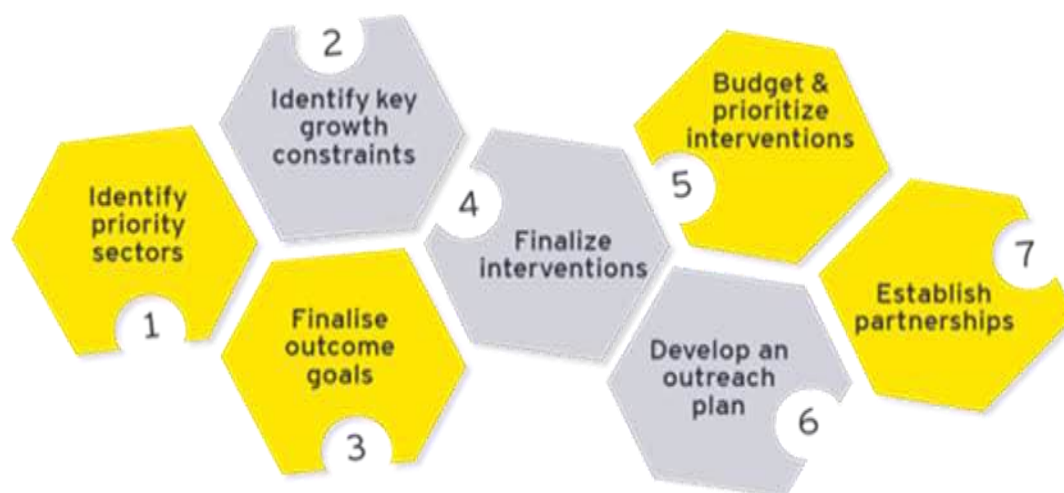 1
Identify
priority
sectors
2
Identify key
growth
constraints
3
Finalise
outcome
goals
4
Finalize
interventions
5
Budget &
prioritize
interventions
6
Develop an
outreach
plan
7
Establish
partnerships